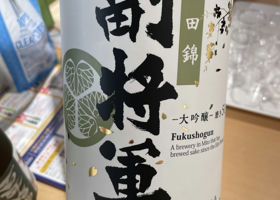 副将軍
田錦
大吟醸
Fukushogun
A brewery in Mito that has
brewed sake since the